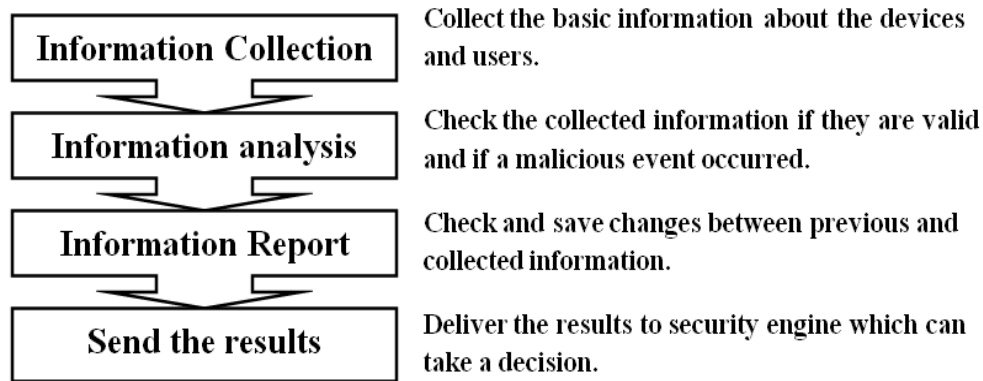 Information Collection
Collect the basic information about the devices
and users.
Information analysis
Check the collected information if they are valid
and if a malicious event occurred.
Information Report
Check and save changes between previous and
collected information.
Send the results
Deliver the results to security engine which can
take a decision.